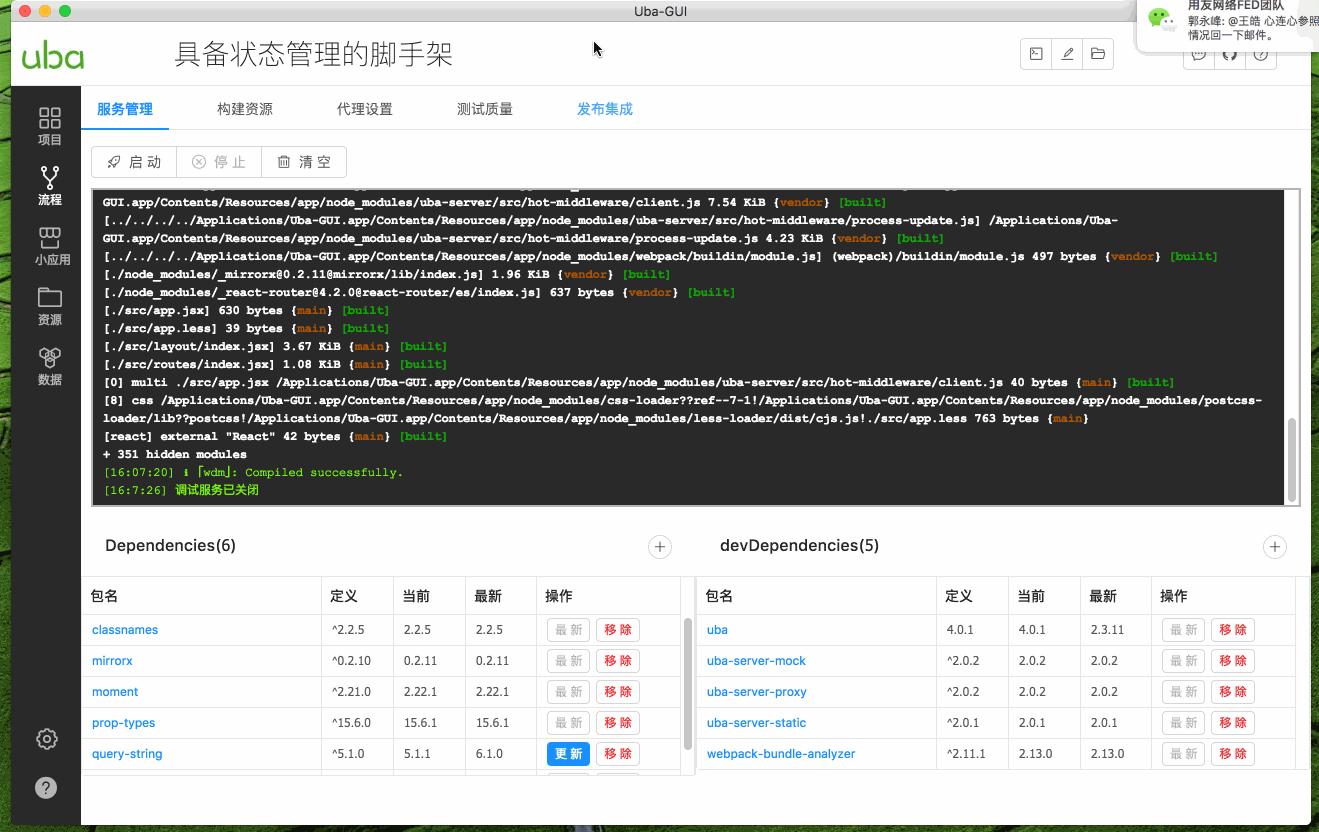 Uba-GUI
用友网络FED团队
郭永峰: @王皓 心连心参照
情况回一下邮件。
uba
具备状态管理的脚手架
服务管理 构建资源 代理设置 测试质量 发布集成
项目
流程
小应用
资源
数据
启 动 停 止 清 空
GUI.app/Contents/Resources/app/node_modules/uba-server/src/hot-middleware/client.js 7.54 KiB {vendor} [built]
[../../../../Applications/Uba-GUI.app/Contents/Resources/app/node_modules/uba-server/src/hot-middleware/process-update.js] /Applications/Uba-
GUI.app/Contents/Resources/app/node_modules/uba-server/src/hot-middleware/process-update.js 4.23 KiB {vendor} [built]
[../../../../Applications/Uba-GUI.app/Contents/Resources/app/node_modules/webpack/buildin/module.js] (webpack)/buildin/module.js 497 bytes {vendor} [built]
[./node_modules/_mirrorx@0.2.11@mirrorx/lib/index.js] 1.96 KiB {vendor} [built]
[./node_modules/_react-router@4.2.0@react-router/es/index.js] 637 bytes {vendor} [built]
[./src/app.jsx] 630 bytes {main} [built]
[./src/app.less] 39 bytes {main} [built]
[./src/layout/index.jsx] 3.67 KiB {main} [built]
[./src/routes/index.jsx] 1.08 KiB {main} [built]
[0] multi ./src/app.jsx /Applications/Uba-GUI.app/Contents/Resources/app/node_modules/uba-server/src/hot-middleware/client.js 40 bytes {main} [built]
[8] css /Applications/Uba-GUI.app/Contents/Resources/app/node_modules/css-loader??ref--7-1!/Applications/Uba-GUI.app/Contents/Resources/app/node_modules/postcss-
loader/lib??postcss!/Applications/Uba-GUI.app/Contents/Resources/app/node_modules/less-loader/dist/cjs.js!./src/app.less 763 bytes {main}
[react] external "React" 42 bytes {main} [built]
+ 351 hidden modules
[16:07:20] ℹ ｢wdm｣: Compiled successfully.
[16:7:26] 调试服务已关闭
Dependencies(6)
包名 定义 当前 最新 操作
classnames ^2.2.5 2.2.5 2.2.5 最 新 移 除
mirrorx ^0.2.10 0.2.11 0.2.11 最 新 移 除
moment ^2.21.0 2.22.1 2.22.1 最 新 移 除
prop-types ^15.6.0 15.6.1 15.6.1 最 新 移 除
query-string ^5.1.0 5.1.1 6.1.0 更 新 移 除
devDependencies(5)
包名 定义 当前 最新 操作
uba 4.0.1 4.0.1 2.3.11 最 新 移 除
uba-server-mock ^2.0.2 2.0.2 2.0.2 最 新 移 除
uba-server-proxy ^2.0.2 2.0.2 2.0.2 最 新 移 除
uba-server-static ^2.0.1 2.0.1 2.0.1 最 新 移 除
webpack-bundle-analyzer ^2.11.1 2.13.0 2.13.0 最 新 移 除